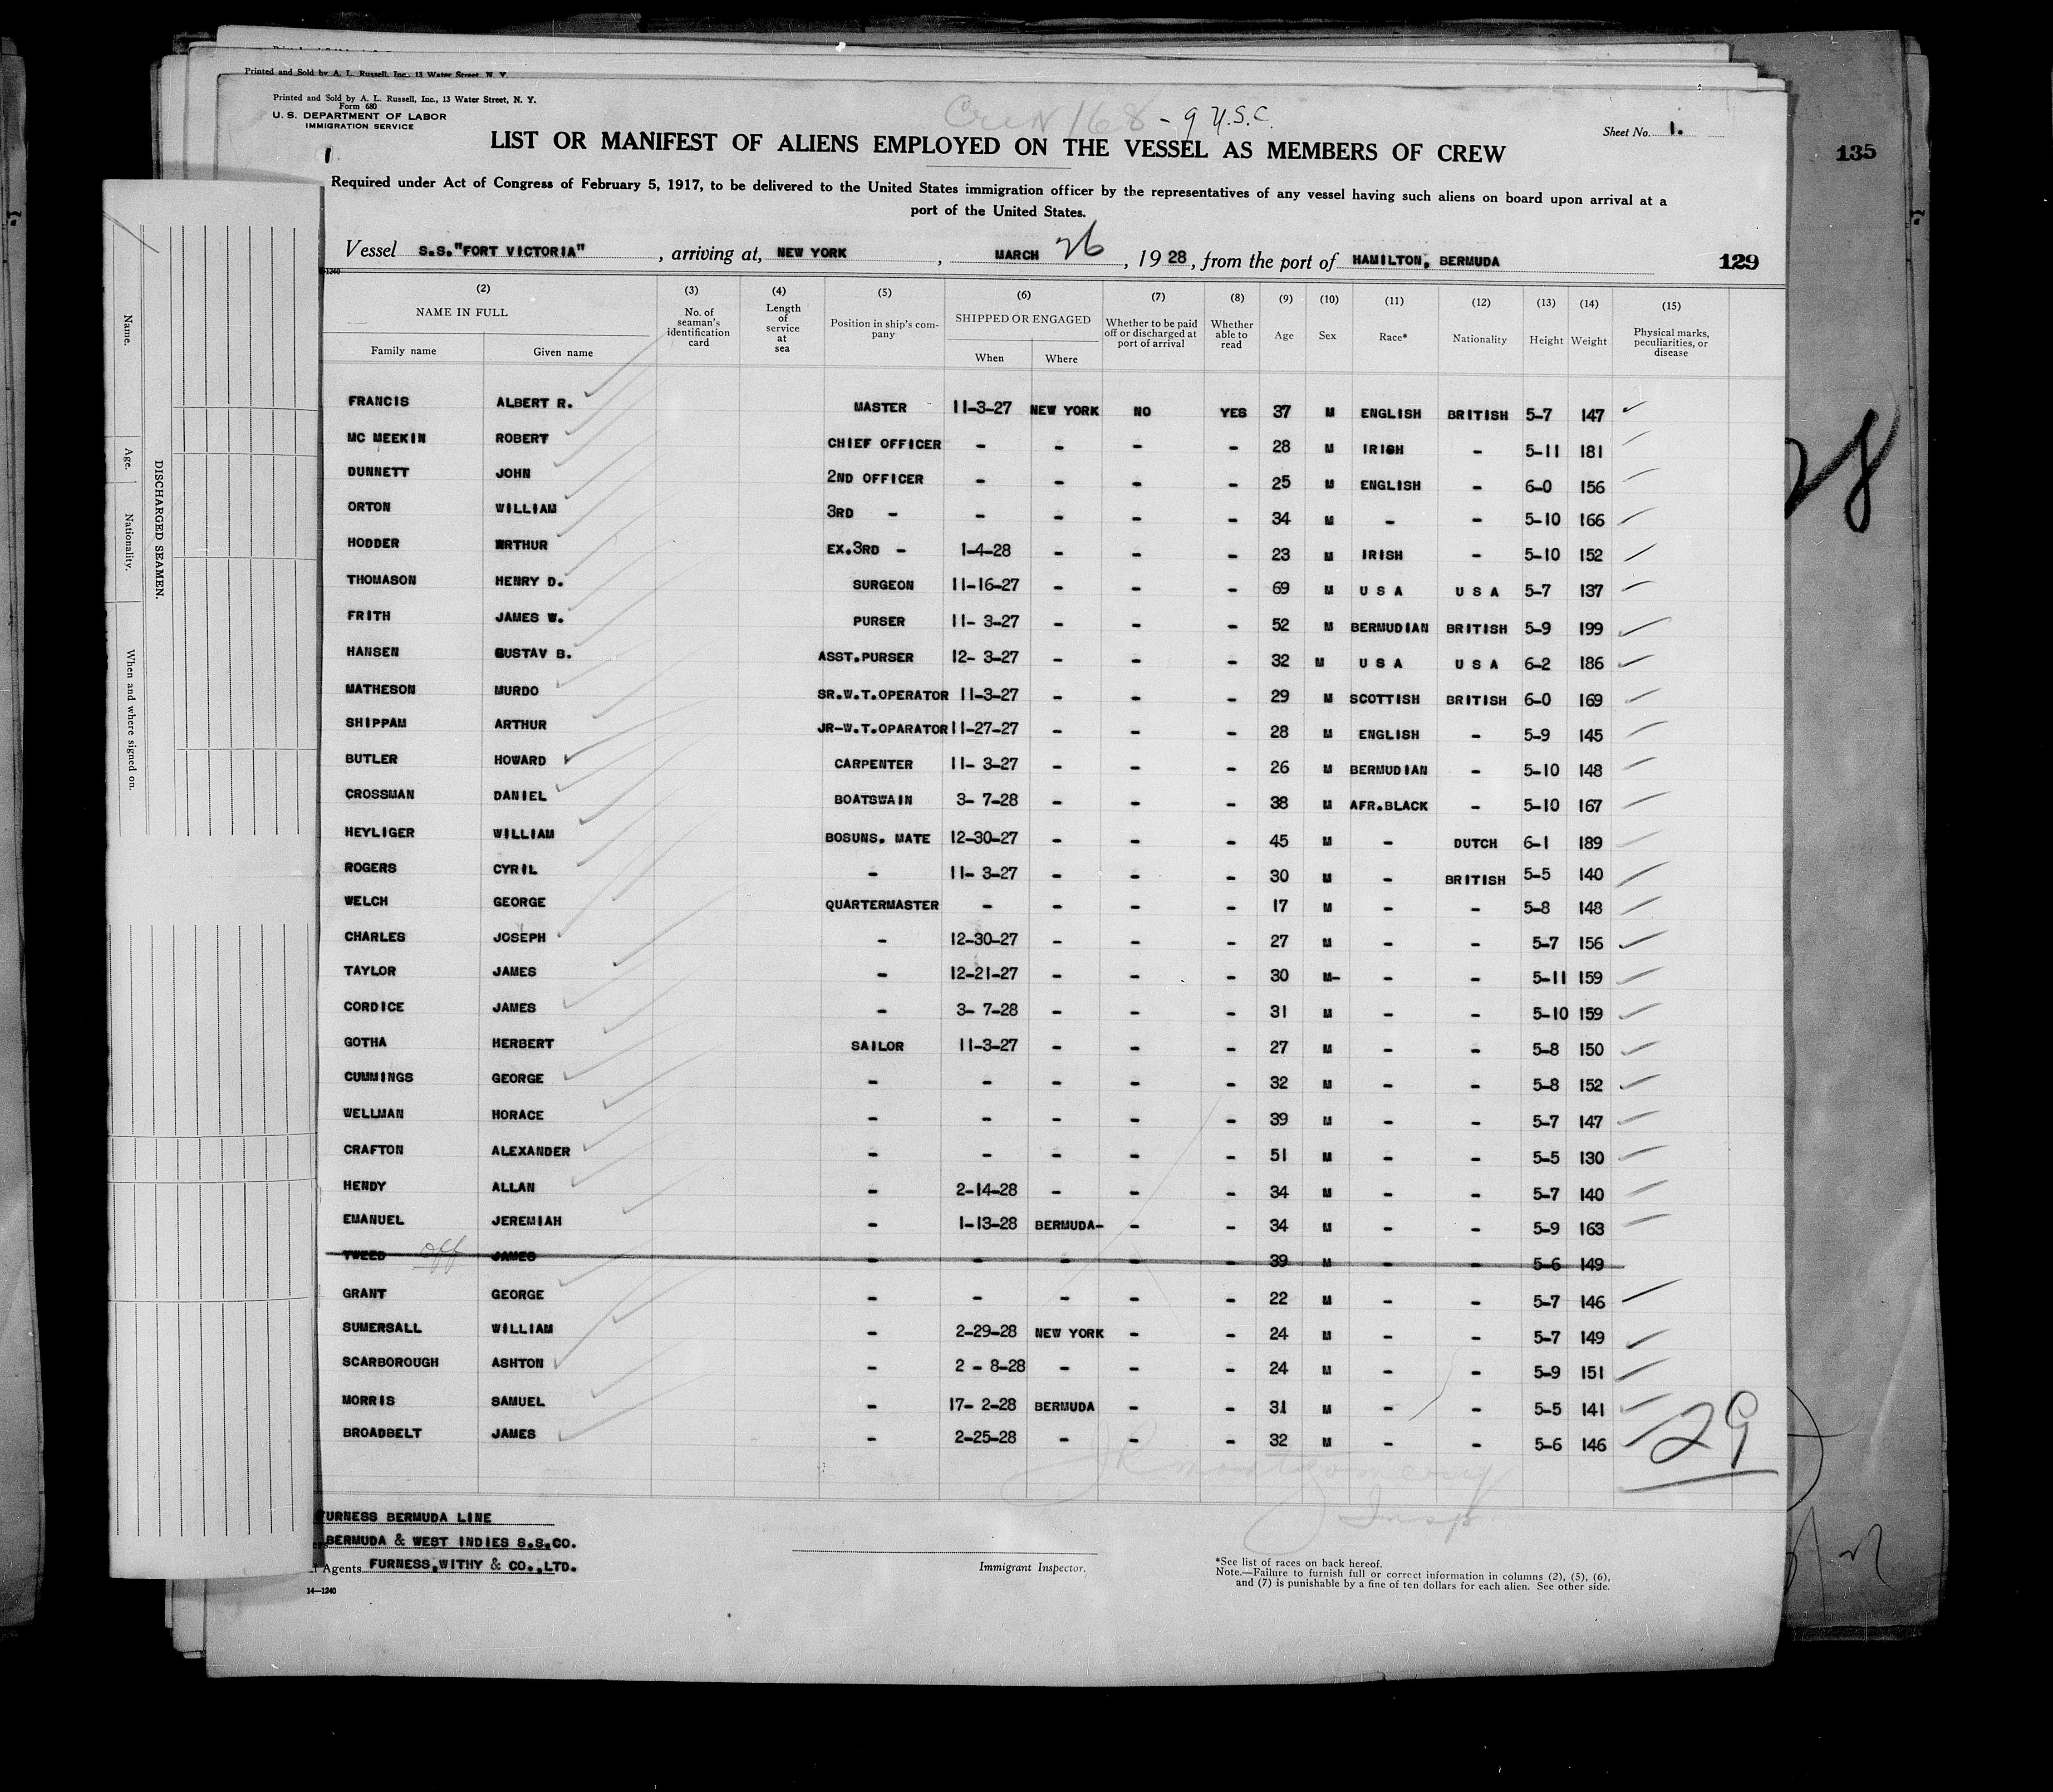 Printed and Sold by A. L. Russell, Inc., 13 Water Street, N. Y.
Printed and Sold by A. L. Russell, Inc., 13 Water Street, N. Y.
Form 680
U. S. DEPARTMENT OF LABOR
IMMIGRATION SERVICE
Crew 168 - 9 U.S.C.
Sheet No. 1.
135
1
LIST OR MANIFEST OF ALIENS EMPLOYED ON THE VESSEL AS MEMBERS OF CREW
Required under Act of Congress of February 5, 1917, to be delivered to the United States immigration officer by the representatives of any vessel having such aliens on board upon arrival at a
port of the United States.
Vessel S.S."FORT VICTORIA", arriving at, NEW YORK, MARCH 26, 1928, from the port of HAMILTON, BERMUDA
129
(2) (3) (4) (5) (6) (7) (8) (9) (10) (11) (12) (13) (14) (15)
NAME IN FULL No. of seaman's identification card Length of service at sea Position in ship's company SHIPPED OR ENGAGED Whether to be paid off or discharged at port of arrival Whether able to read Age Sex Race* Nationality Height Weight Physical marks, peculiarities, or disease
Family name Given name When Where
FRANCIS ALBERT R. MASTER 11-3-27 NEW YORK NO YES 37 M ENGLISH BRITISH 5-7 147
MC MEEKIN ROBERT CHIEF OFFICER - - - - 28 M IRISH - 5-11 181
DUNNETT JOHN 2ND OFFICER - - - - 25 M ENGLISH - 6-0 156
ORTON WILLIAM 3RD - - - - - 34 M - - 5-10 166
HODDER ARTHUR EX.3RD - 1-4-28 - - - 23 M IRISH - 5-10 152
THOMASON HENRY D. SURGEON 11-16-27 - - - 69 M U S A U S A 5-7 137
FRITH JAMES W. PURSER 11- 3-27 - - - 52 M BERMUDIAN BRITISH 5-9 199
HANSEN GUSTAV B. ASST.PURSER 12- 3-27 - - - 32 M U S A U S A 6-2 186
MATHESON MURDO SR.W.T.OPERATOR 11-3-27 - - - 29 M SCOTTISH BRITISH 6-0 169
SHIPPAM ARTHUR JR-W.T.OPARATOR 11-27-27 - - - 28 M ENGLISH - 5-9 145
BUTLER HOWARD CARPENTER 11- 3-27 - - - 26 M BERMUDIAN - 5-10 148
CROSSMAN DANIEL BOATSWAIN 3- 7-28 - - - 38 M AFR.BLACK - 5-10 167
HEYLIGER WILLIAM BOSUNS. MATE 12-30-27 - - - 45 M - DUTCH 6-1 189
ROGERS CYRIL - 11- 3-27 - - - 30 M - BRITISH 5-5 140
WELCH GEORGE QUARTERMASTER - - - - 17 M - - 5-8 148
CHARLES JOSEPH - 12-30-27 - - - 27 M - - 5-7 156
TAYLOR JAMES - 12-21-27 - - - 30 M- - - 5-11 159
CORDICE JAMES - 3- 7-28 - - - 31 M - - 5-10 159
GOTHA HERBERT SAILOR 11-3-27 - - - 27 M - - 5-8 150
CUMMINGS GEORGE - - - - - 32 M - - 5-8 152
WELLMAN HORACE - - - - - 39 M - - 5-7 147
CRAFTON ALEXANDER - - - - - 51 M - - 5-5 130
HENDY ALLAN - 2-14-28 - - - 34 M - - 5-7 140
EMANUEL JEREMIAH - 1-13-28 BERMUDA- - - 34 M - - 5-9 163
TWEED off JAMES - - - - - 39 M - - 5-6 149
GRANT GEORGE - - - - - 22 M - - 5-7 146
SUMERSALL WILLIAM - 2-29-28 NEW YORK - - 24 M - - 5-7 149
SCARBOROUGH ASHTON - 2 - 8-28 - - - 24 M - - 5-9 151
MORRIS SAMUEL - 17- 2-28 BERMUDA - - 31 M - - 5-5 141
BROADBELT JAMES - 2-25-28 - - - 32 M - - 5-6 146
29
J R Montgomery
Insp.
FURNESS BERMUDA LINE
BERMUDA & WEST INDIES S.S.CO.
Agents FURNESS, WITHY & CO.,LTD.
14—1240
Immigrant Inspector.
*See list of races on back hereof.
Note.—Failure to furnish full or correct information in columns (2), (5), (6),
and (7) is punishable by a fine of ten dollars for each alien. See other side.
DISCHARGED SEAMEN.
Name.
Age.
Nationality.
When and where signed on.
28